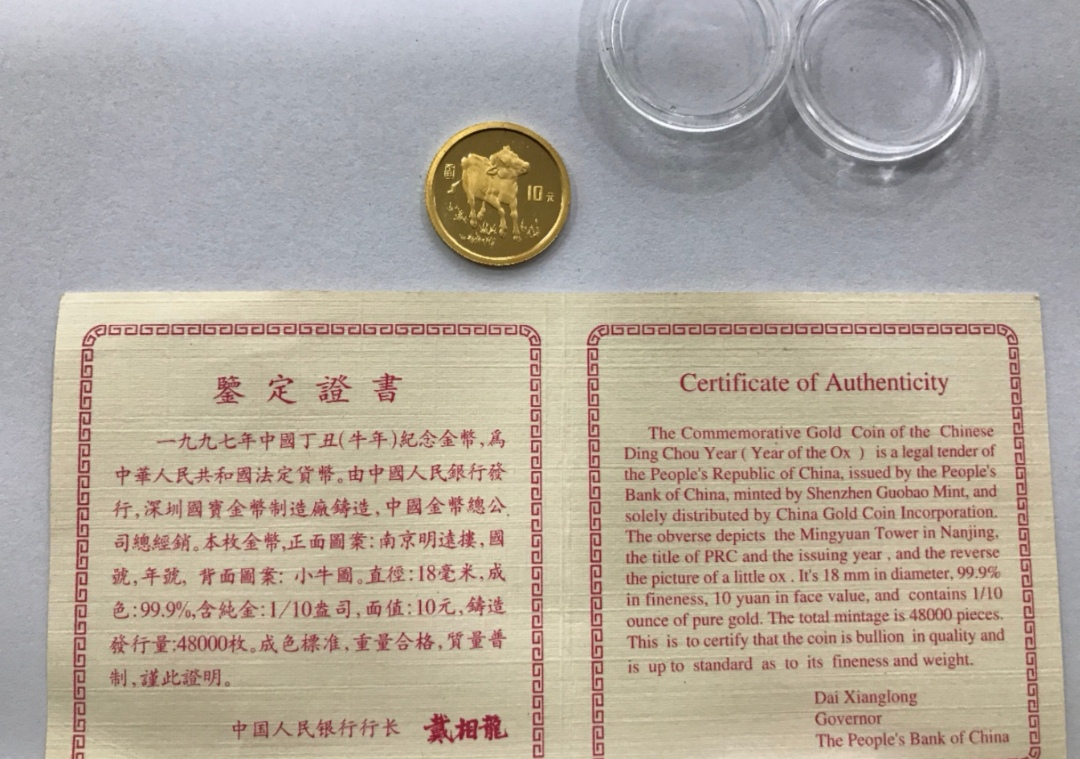 10元
鑒定證書
一九九七年中國丁丑(牛年)紀念金幣,爲
中華人民共和國法定貨幣。由中國人民銀行發
行,深圳國寶金幣制造廠鑄造,中國金幣總公
司總經銷。本枚金幣,正面圖案:南京明遠樓,國
號,年號, 背面圖案: 小牛圖。直徑:18毫米,成
色:99.9%,含純金:1/10盎司,面值:10元,鑄造
發行量:48000枚。成色標准,重量合格,質量普
制,謹此證明。
中国人民银行行长 戴相龍
Certificate of Authenticity
The Commemorative Gold Coin of the Chinese
Ding Chou Year ( Year of the Ox ) is a legal tender of
the People's Republic of China, issued by the People's
Bank of China, minted by Shenzhen Guobao Mint, and
solely distributed by China Gold Coin Incorporation.
The obverse depicts the Mingyuan Tower in Nanjing,
the title of PRC and the issuing year , and the reverse
the picture of a little ox . It's 18 mm in diameter, 99.9%
in fineness, 10 yuan in face value, and contains 1/10
ounce of pure gold. The total mintage is 48000 pieces.
This is to certify that the coin is bullion in quality and
is up to standard as to its fineness and weight.
Dai Xianglong
Governor
The People's Bank of China